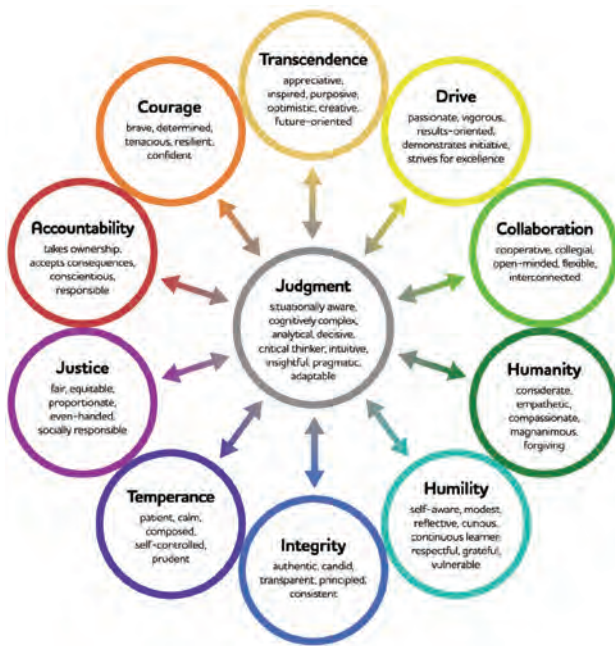 Transcendence
appreciative,
inspired, purposive,
optimistic, creative,
future-oriented
Drive
passionate, vigorous,
results-oriented,
demonstrates initiative,
strives for excellence
Collaboration
cooperative, collegial,
open-minded, flexible,
interconnected
Humanity
considerate,
empathetic,
compassionate,
magnanimous,
forgiving
Humility
self-aware, modest,
reflective, curious,
continuous learner,
respectful, grateful,
vulnerable
Integrity
authentic, candid,
transparent, principled,
consistent
Temperance
patient, calm,
composed,
self-controlled,
prudent
Justice
fair, equitable,
proportionate,
even-handed,
socially responsible
Accountability
takes ownership,
accepts consequences,
conscientious,
responsible
Courage
brave, determined,
tenacious, resilient,
confident
Judgment
situationally aware,
cognitively complex,
analytical, decisive,
critical thinker, intuitive,
insightful, pragmatic,
adaptable